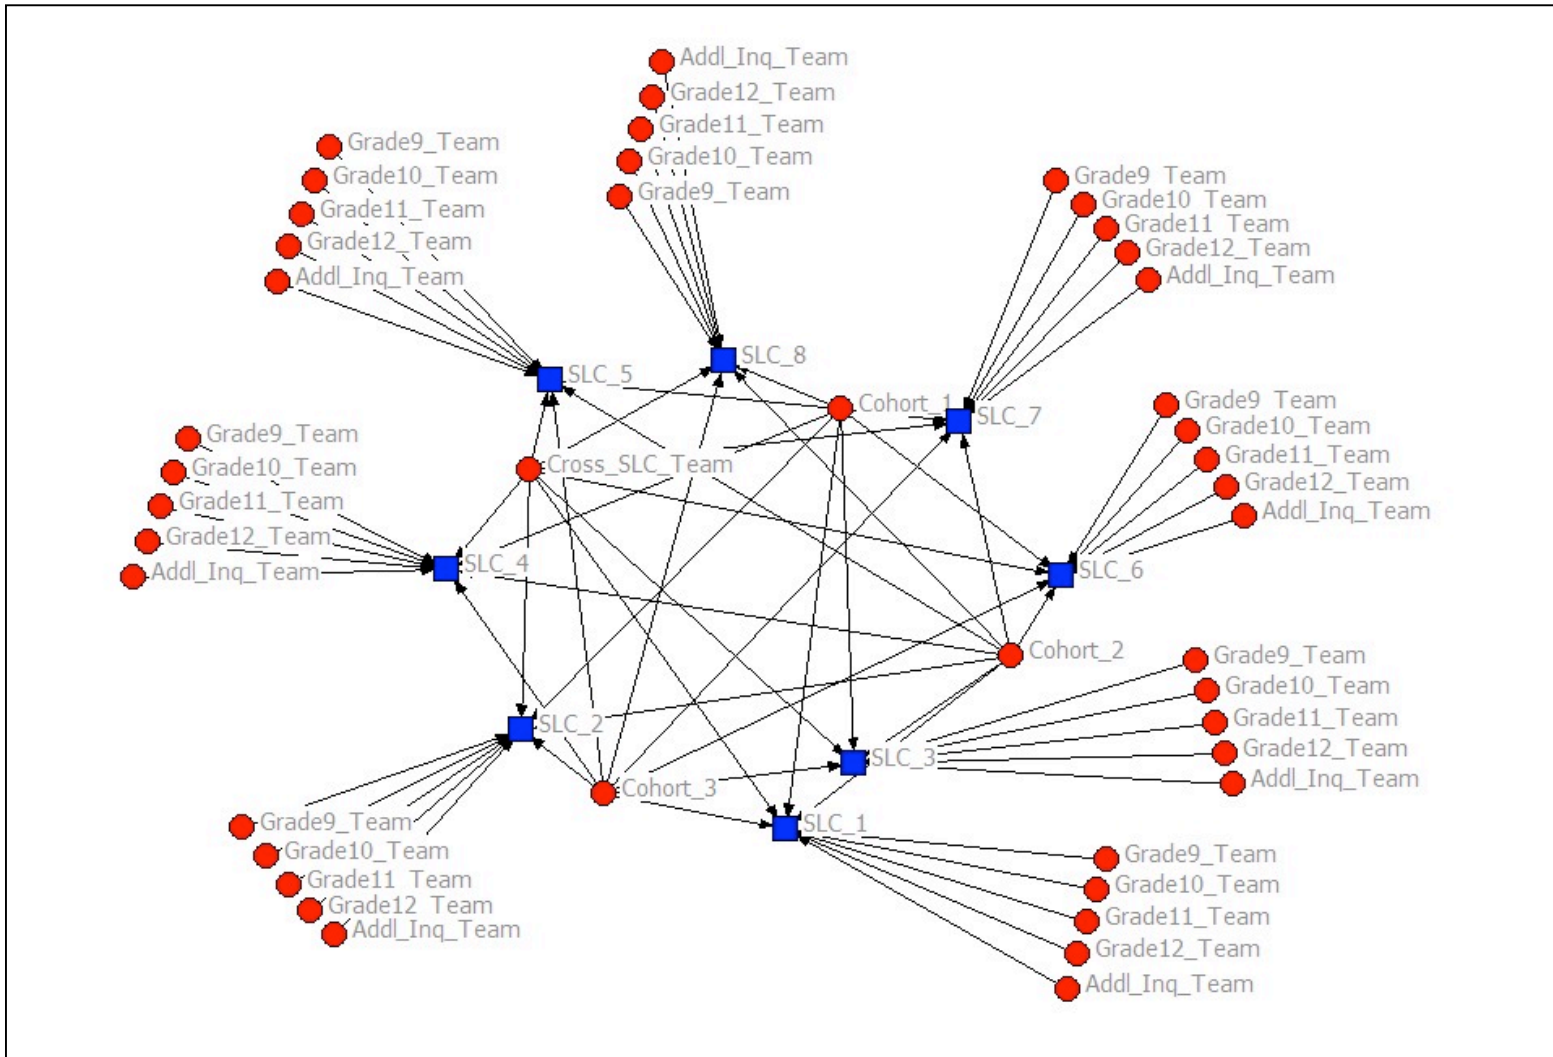 Addl_Inq_Team
Grade12_Team
Grade11_Team
Grade10_Team
Grade9_Team
Grade9_Team
Grade10_Team
Grade11_Team
Grade12_Team
Addl_Inq_Team
Grade9_Team
Grade10_Team
Grade11_Team
Grade12_Team
Addl_Inq_Team
SLC_8
SLC_5
Cohort_1
SLC_7
Grade9_Team
Grade10_Team
Grade11_Team
Grade12_Team
Addl_Inq_Team
Grade9_Team
Grade10_Team
Grade11_Team
Grade12_Team
Addl_Inq_Team
Cross_SLC_Team
SLC_4
SLC_6
Cohort_2
Grade9_Team
Grade10_Team
Grade11_Team
Grade12_Team
Addl_Inq_Team
SLC_2
SLC_3
Cohort_3
SLC_1
Grade9_Team
Grade10_Team
Grade11_Team
Grade12_Team
Addl_Inq_Team
Grade9_Team
Grade10_Team
Grade11_Team
Grade12_Team
Addl_Inq_Team